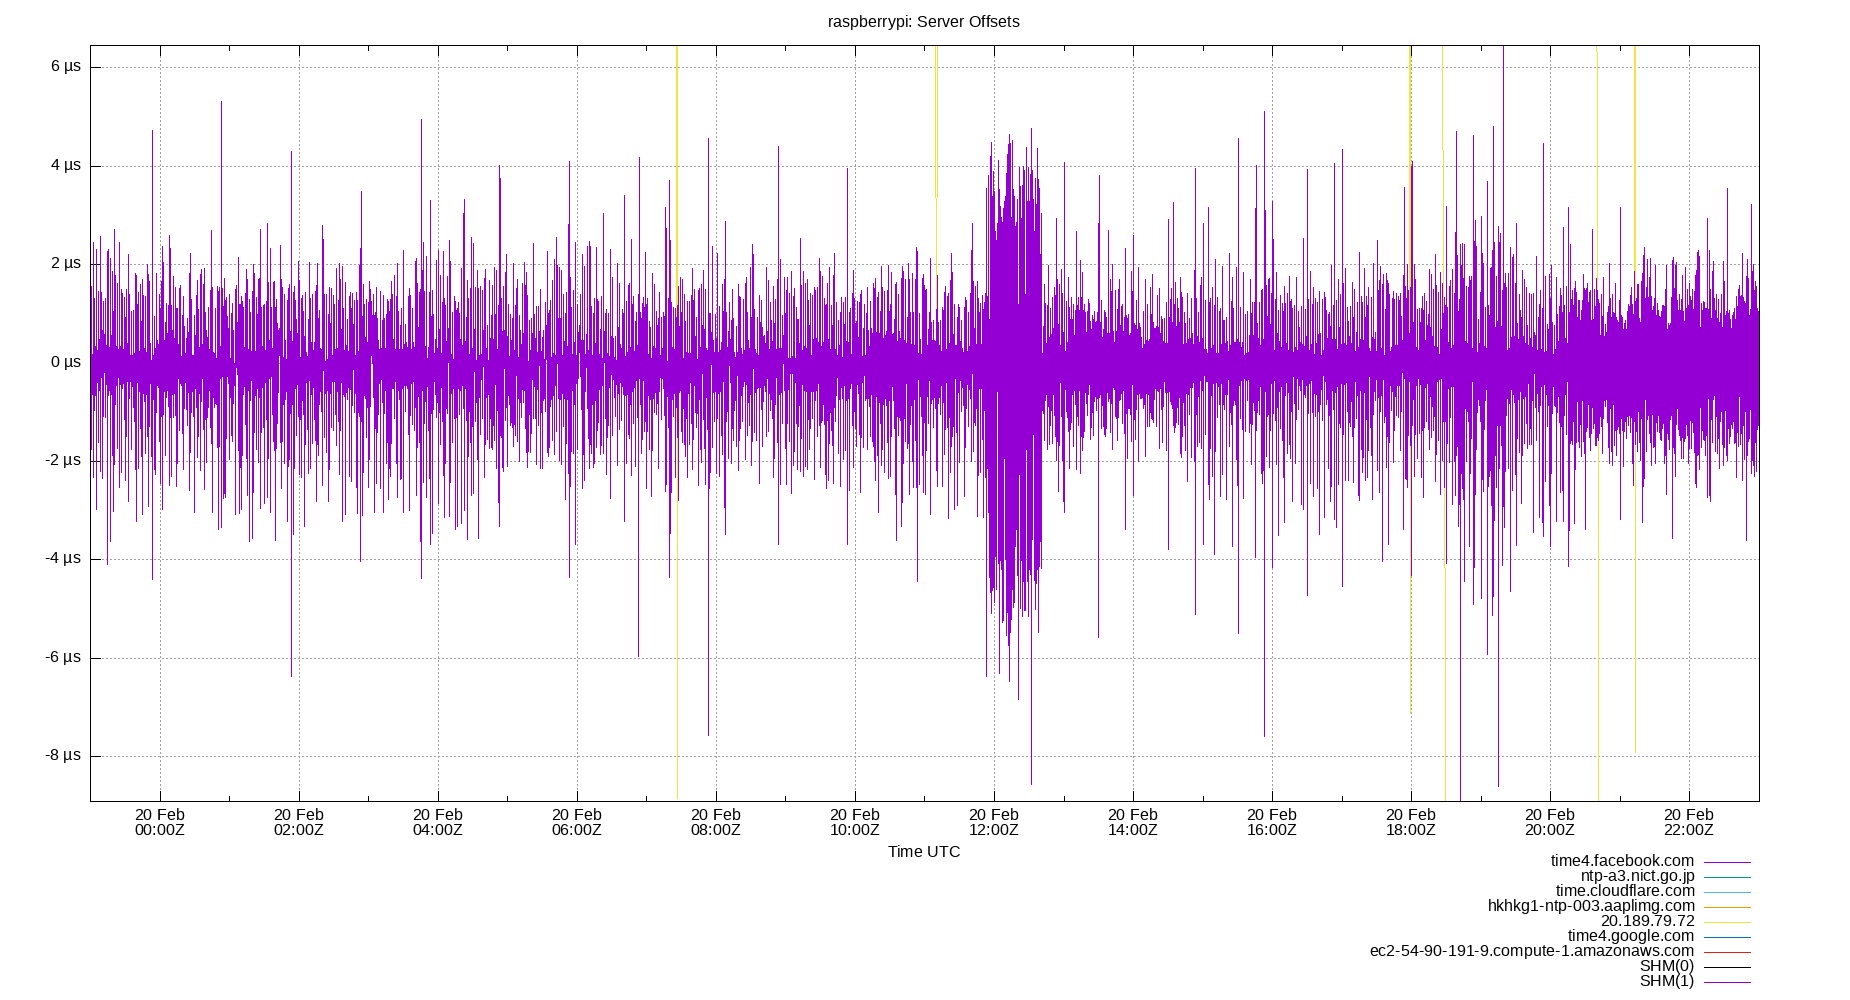 raspberrypi: Server Offsets
6 µs
4 µs
2 µs
0 µs
-2 µs
-4 µs
-6 µs
-8 µs
20 Feb 20 Feb 20 Feb 20 Feb 20 Feb 20 Feb 20 Feb 20 Feb 20 Feb 20 Feb 20 Feb 20 Feb
00:00Z 02:00Z 04:00Z 06:00Z 08:00Z 10:00Z 12:00Z 14:00Z 16:00Z 18:00Z 20:00Z 22:00Z
Time UTC
time4.facebook.com
ntp-a3.nict.go.jp
time.cloudflare.com
hkhkg1-ntp-003.aaplimg.com
20.189.79.72
time4.google.com
ec2-54-90-191-9.compute-1.amazonaws.com
SHM(0)
SHM(1)